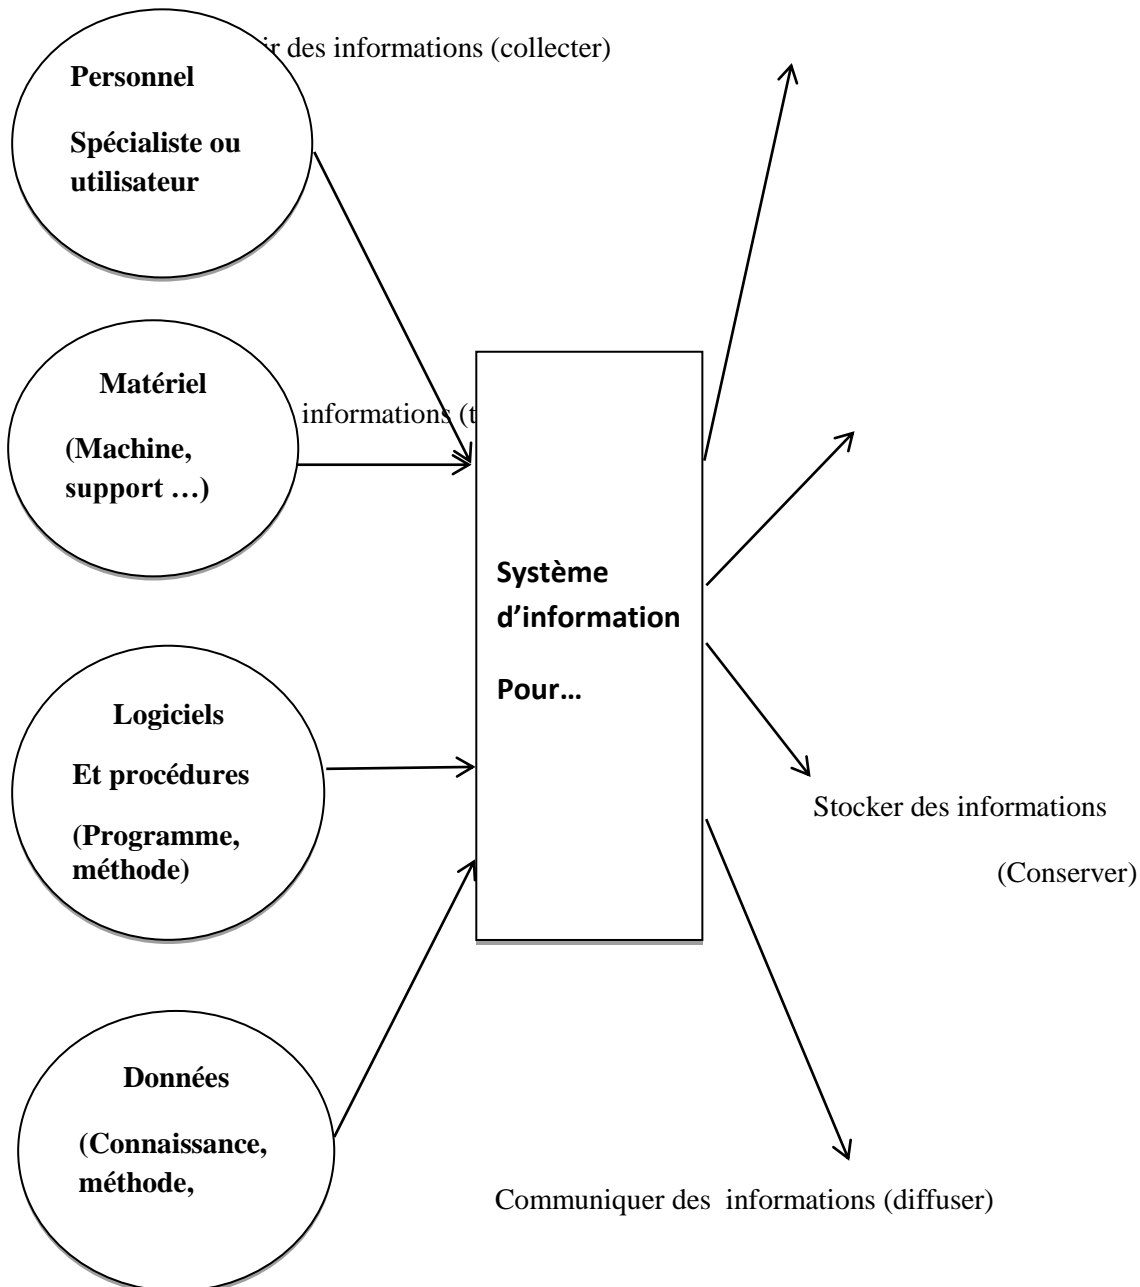 des informations (collecter)
Personnel
Spécialiste ou
utilisateur
Matériel
(Machine,
support …)
informations
Système
d’information
Pour…
Logiciels
Et procédures
(Programme,
méthode)
Stocker des informations
(Conserver)
Données
(Connaissance,
méthode,
Communiquer des informations (diffuser)